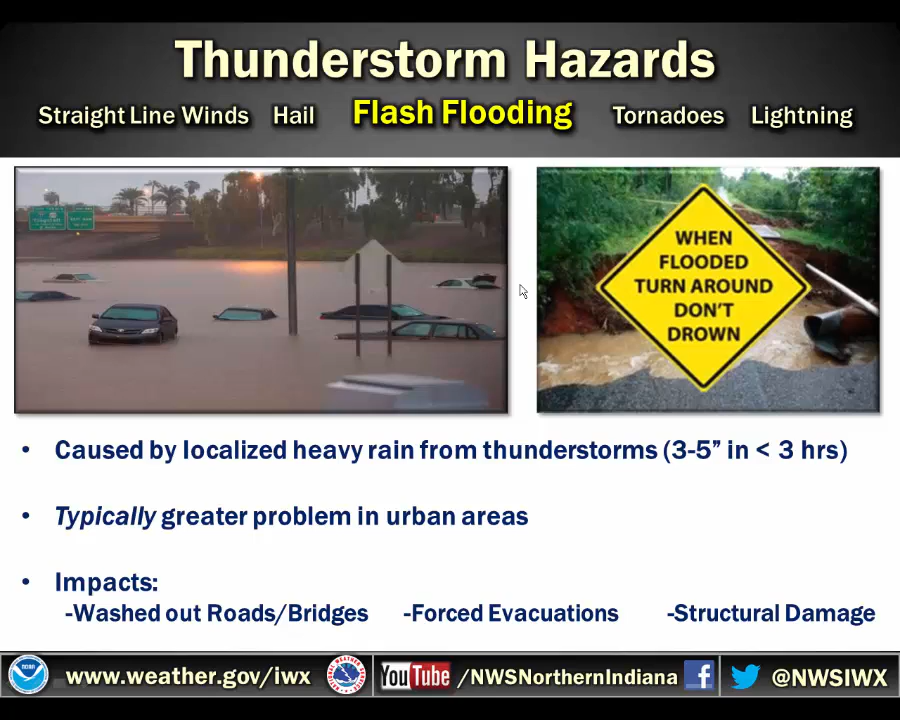 Thunderstorm Hazards
Straight Line Winds Hail Flash Flooding Tornadoes Lightning
WHEN
FLOODED
TURN AROUND
DON'T
DROWN
• Caused by localized heavy rain from thunderstorms (3-5” in < 3 hrs)
• Typically greater problem in urban areas
• Impacts:
-Washed out Roads/Bridges -Forced Evacuations -Structural Damage
www.weather.gov/iwx YouTube /NWSNorthernIndiana f @NWSIWX